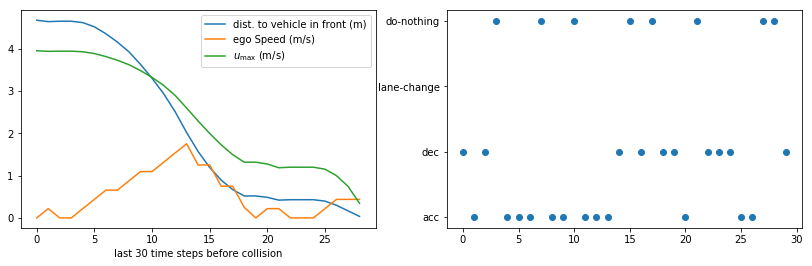 dist. to vehicle in front (m)
ego Speed (m/s)
u_max (m/s)
4
3
2
1
0
0 5 10 15 20 25
last 30 time steps before collision
do-nothing
lane-change
dec
acc
0 5 10 15 20 25 30